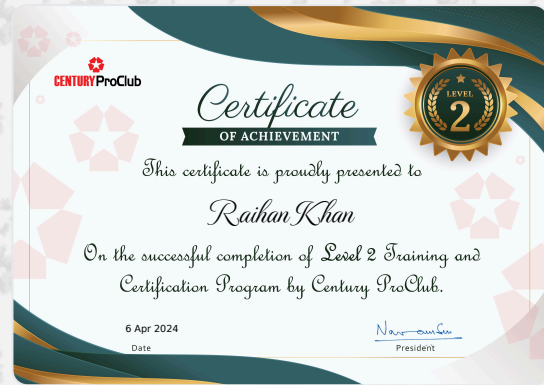 CENTURY ProClub
LEVEL
2
Certificate
OF ACHIEVEMENT
This certificate is proudly presented to
Raihan Khan
On the successful completion of Level 2 Training and
Certification Program by Century ProClub.
6 Apr 2024
Date
President